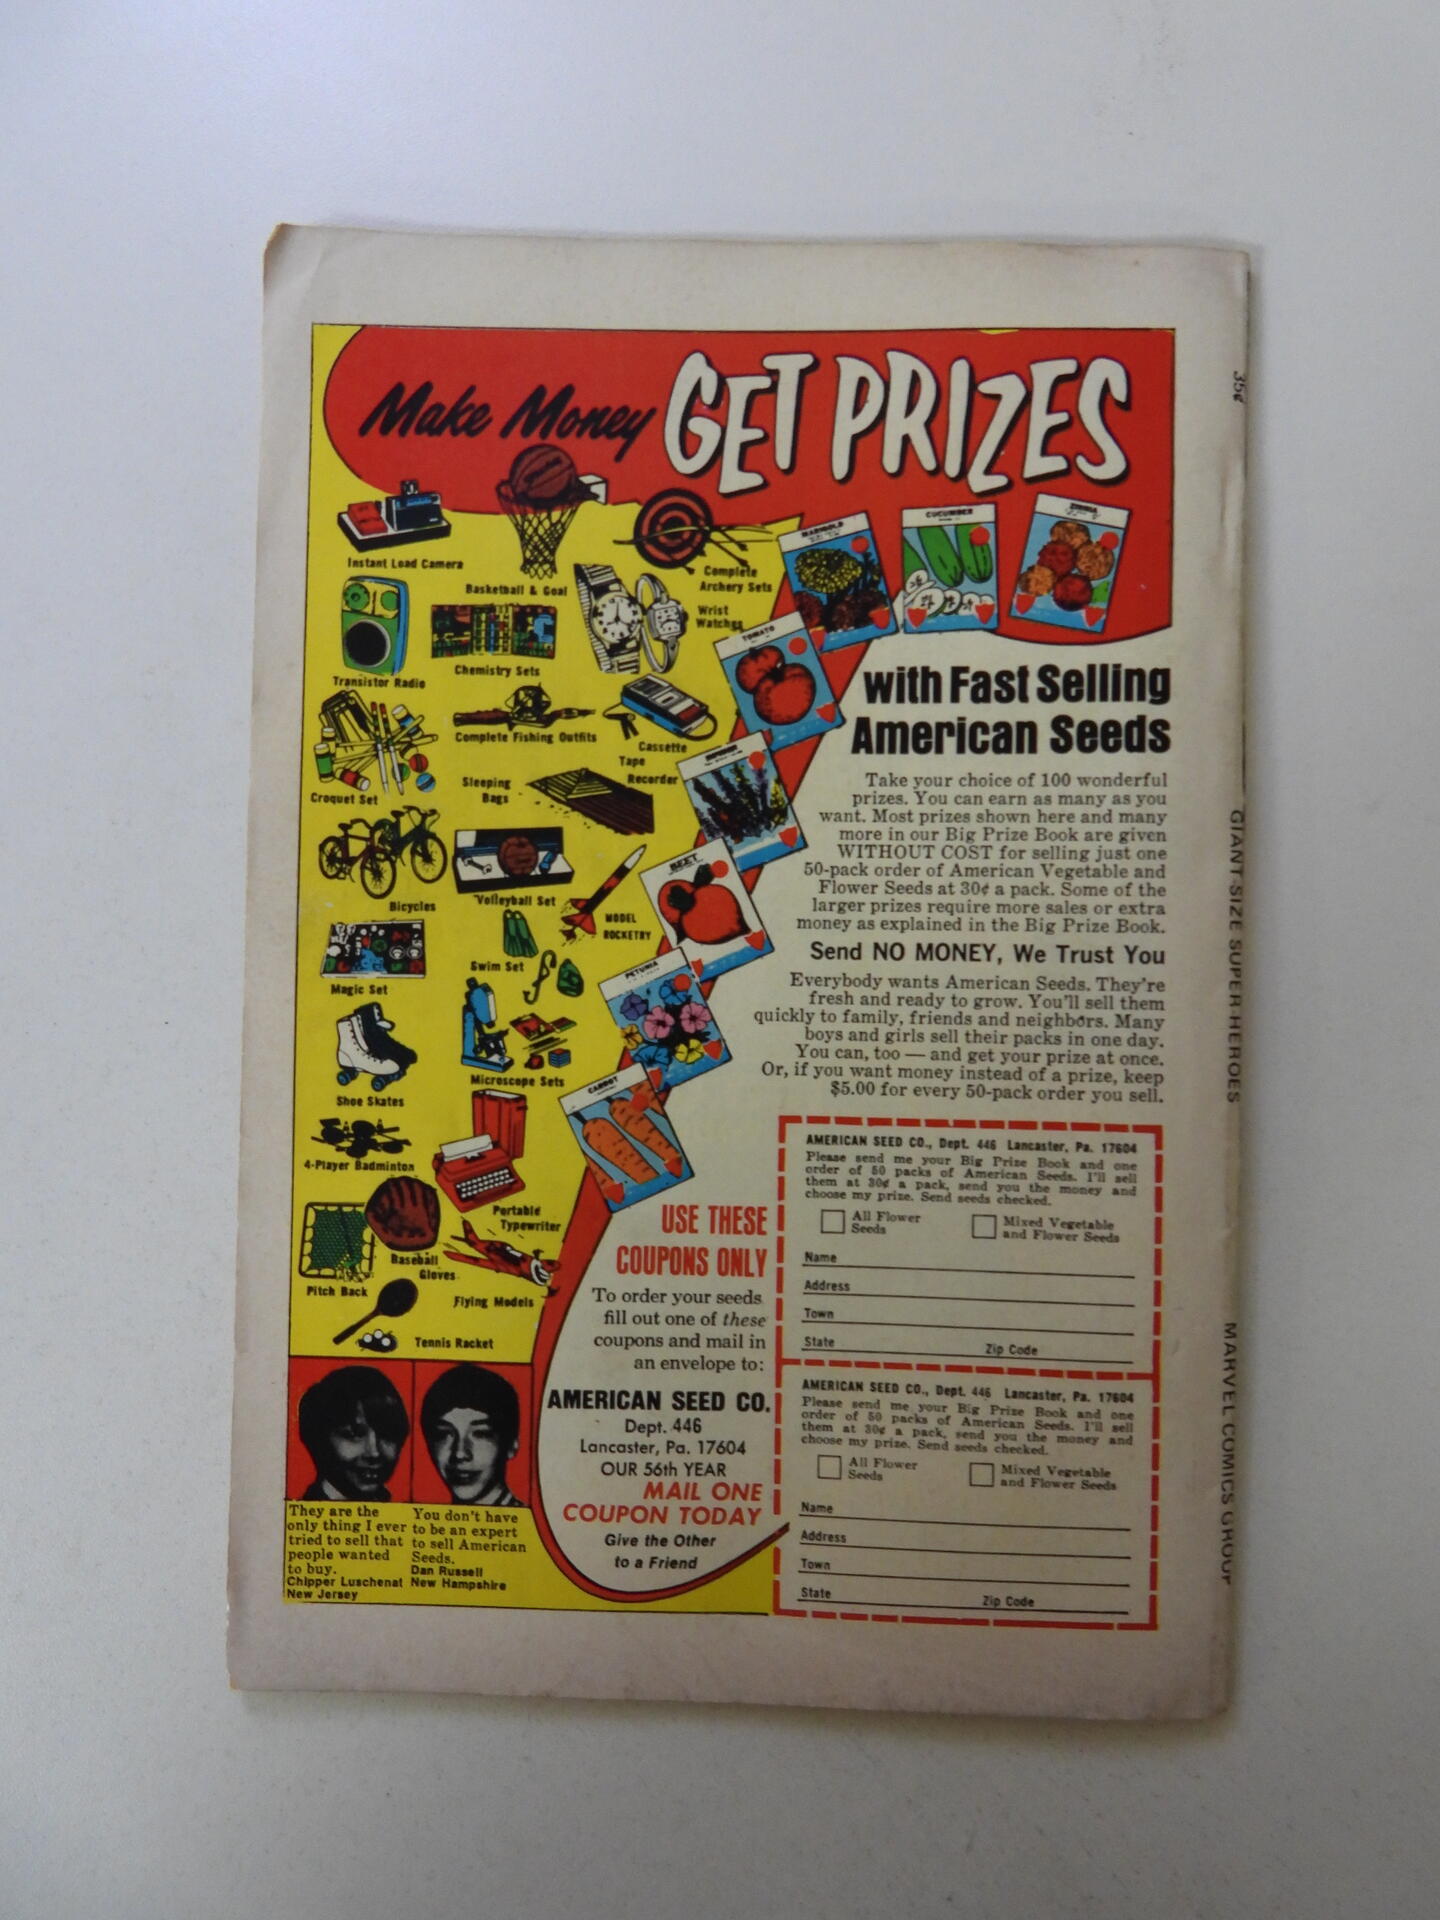 Make Money GET PRIZES
Instant Load Camera
Basketball & Goal
Complete
Archery Sets
Wrist
Watches
Transistor Radio
Chemistry Sets
Complete Fishing Outfits
Cassette
Tape
Recorder
Croquet Set
Sleeping
Bags
Bicycles
Volleyball Set
MODEL
ROCKETRY
Magic Set
Swim Set
Shoe Skates
Microscope Sets
4-Player Badminton
Portable
Typewriter
Baseball
Gloves
Pitch Back
Flying Models
Tennis Racket
MARIGOLD
CUCUMBER
ZINNIA
TOMATO
BEET
PETUNIA
CARROT
with Fast Selling
American Seeds
Take your choice of 100 wonderful
prizes. You can earn as many as you
want. Most prizes shown here and many
more in our Big Prize Book are given
WITHOUT COST for selling just one
50-pack order of American Vegetable and
Flower Seeds at 30¢ a pack. Some of the
larger prizes require more sales or extra
money as explained in the Big Prize Book.
Send NO MONEY, We Trust You
Everybody wants American Seeds. They're
fresh and ready to grow. You'll sell them
quickly to family, friends and neighbors. Many
boys and girls sell their packs in one day.
You can, too — and get your prize at once.
Or, if you want money instead of a prize, keep
$5.00 for every 50-pack order you sell.
USE THESE
COUPONS ONLY
To order your seeds
fill out one of these
coupons and mail in
an envelope to:
AMERICAN SEED CO.
Dept. 446
Lancaster, Pa. 17604
OUR 56th YEAR
MAIL ONE
COUPON TODAY
Give the Other
to a Friend
AMERICAN SEED CO., Dept. 446 Lancaster, Pa. 17604
Please send me your Big Prize Book and one
order of 50 packs of American Seeds. I'll sell
them at 30¢ a pack, send you the money and
choose my prize. Send seeds checked.
All Flower
Seeds
Mixed Vegetable
and Flower Seeds
Name
Address
Town
State Zip Code
AMERICAN SEED CO., Dept. 446 Lancaster, Pa. 17604
Please send me your Big Prize Book and one
order of 50 packs of American Seeds. I'll sell
them at 30¢ a pack, send you the money and
choose my prize. Send seeds checked.
All Flower
Seeds
Mixed Vegetable
and Flower Seeds
Name
Address
Town
State Zip Code
They are the
only thing I ever
tried to sell that
people wanted
to buy.
Chipper Luschenat
New Jersey
You don't have
to be an expert
to sell American
Seeds.
Dan Russell
New Hampshire
35¢
GIANT-SIZE SUPER-HEROES
MARVEL COMICS GROUP